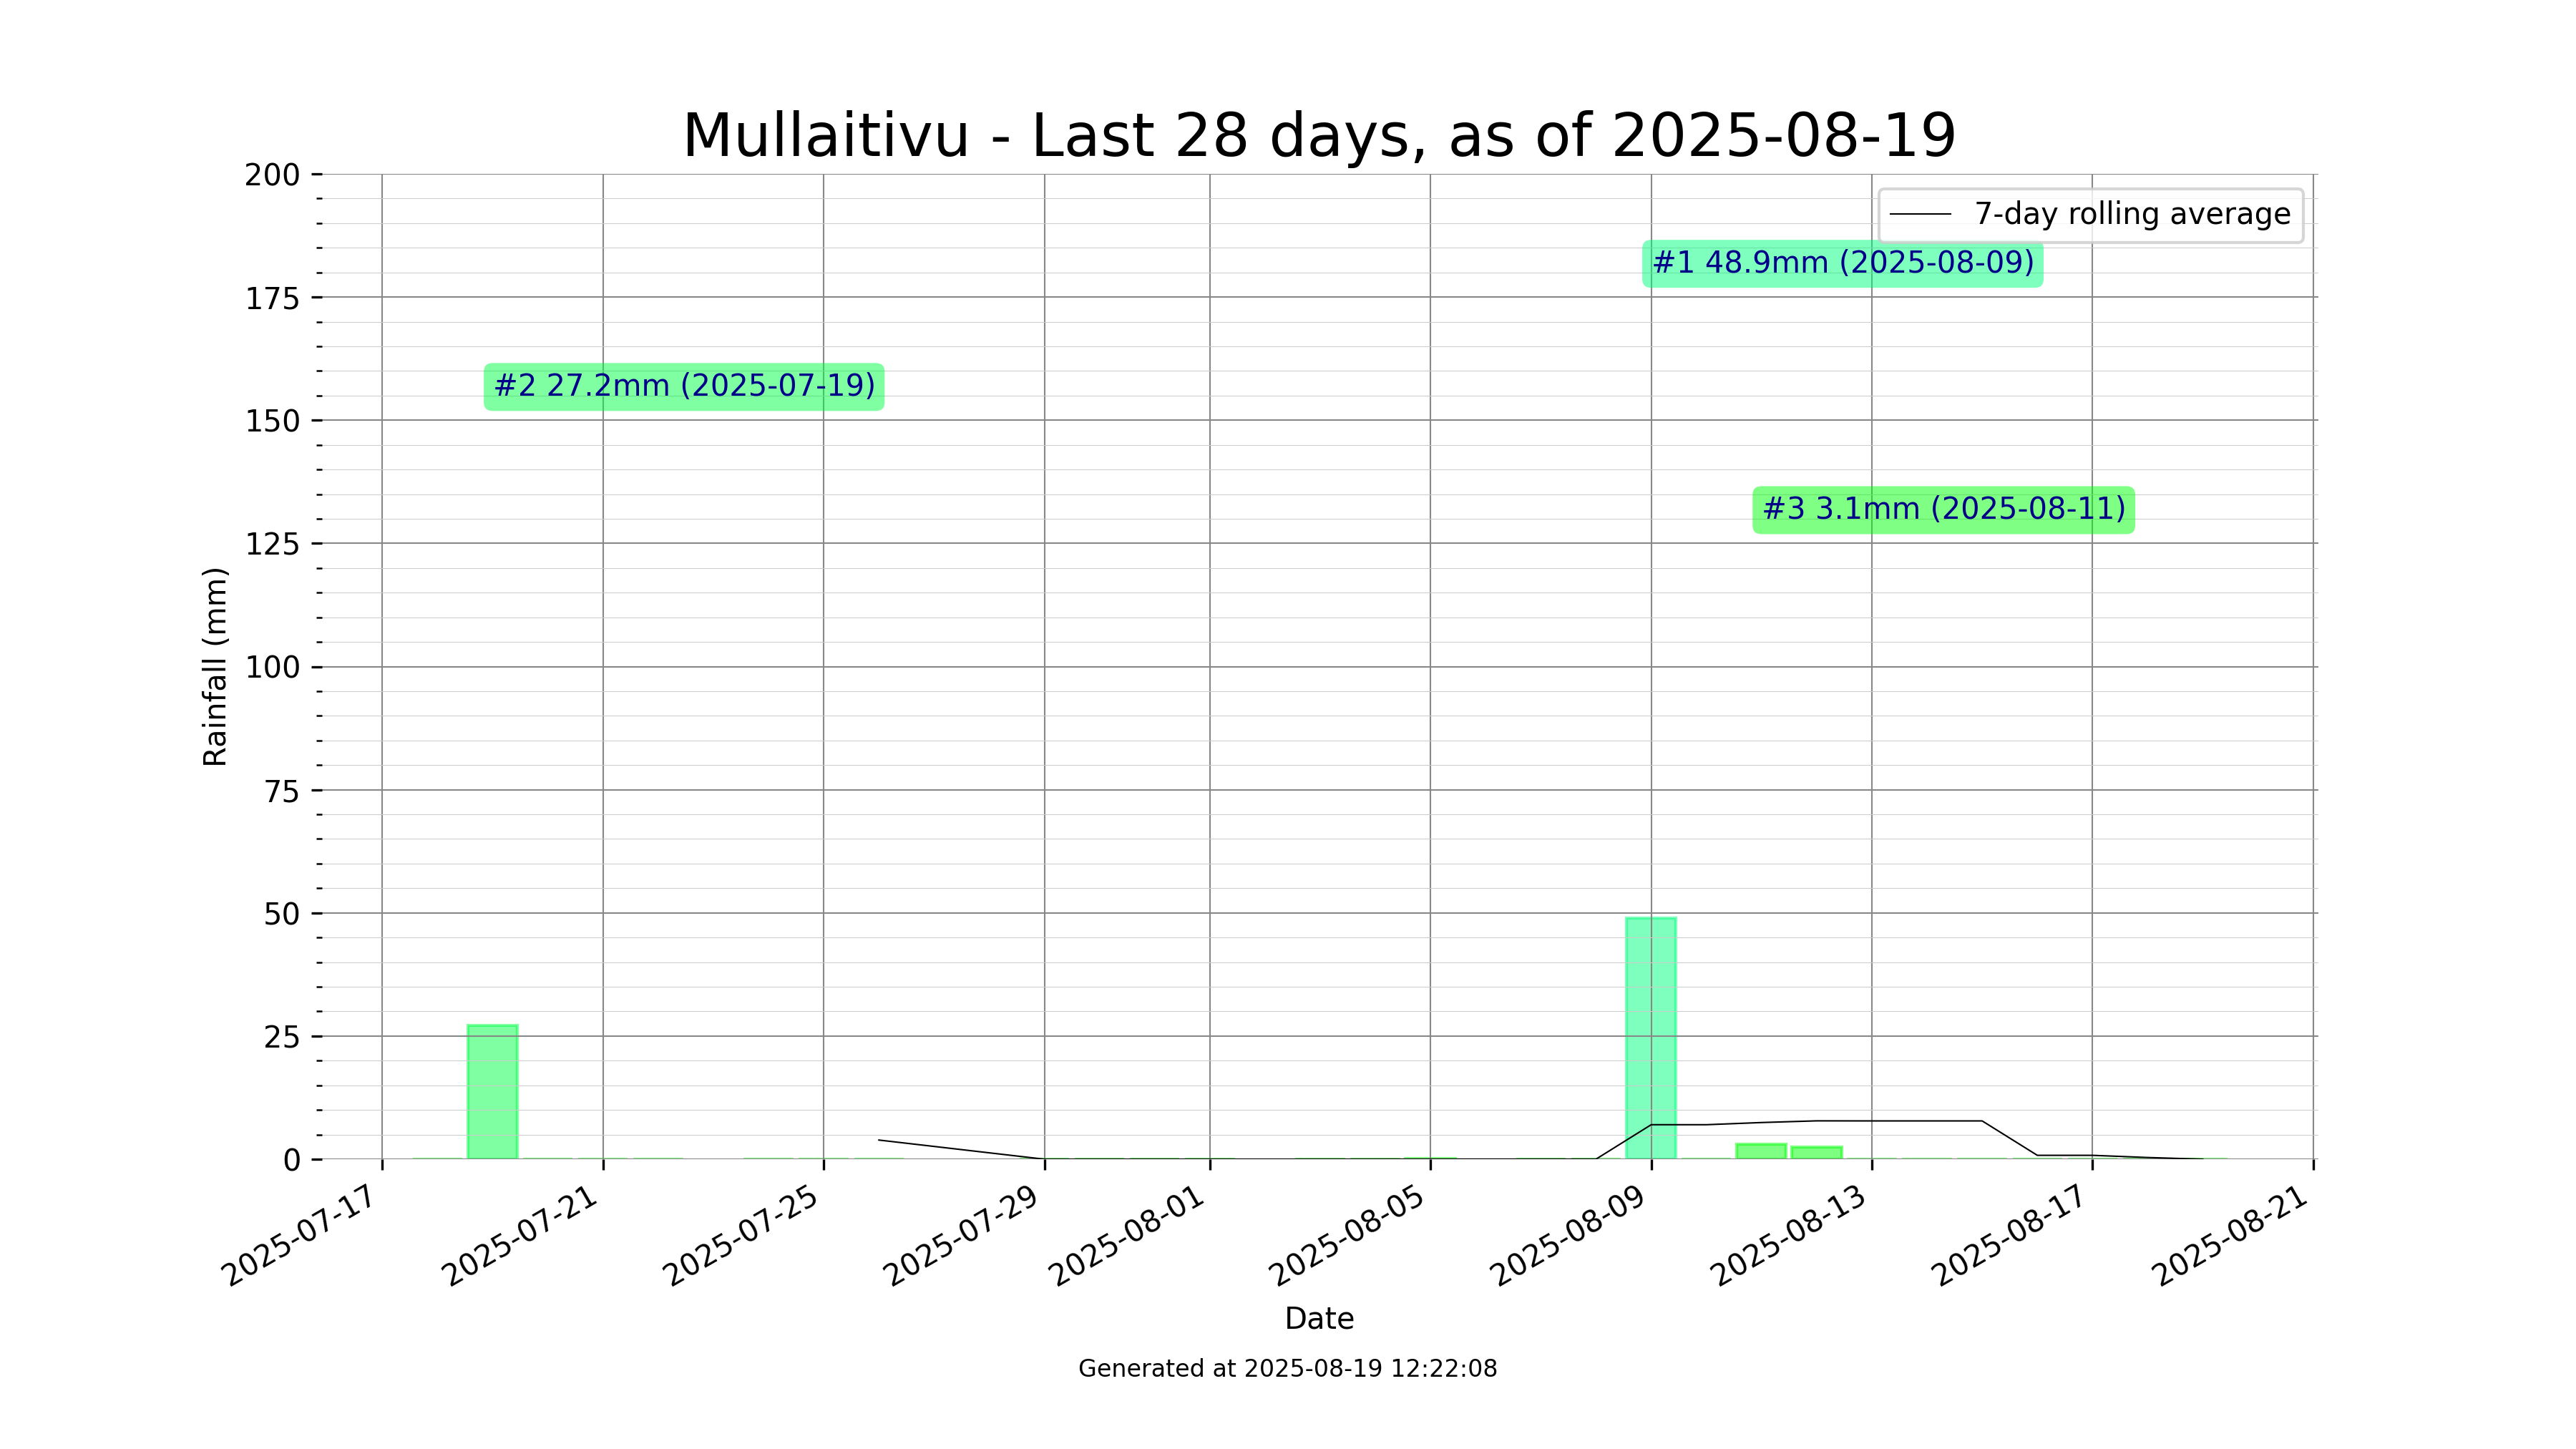 Mullaitivu - Last 28 days, as of 2025-08-19
200
175
150
125
100
75
50
25
0
Rainfall (mm)
7-day rolling average
#1 48.9mm (2025-08-09)
#2 27.2mm (2025-07-19)
#3 3.1mm (2025-08-11)
2025-07-17
2025-07-21
2025-07-25
2025-07-29
2025-08-01
2025-08-05
2025-08-09
2025-08-13
2025-08-17
2025-08-21
Date
Generated at 2025-08-19 12:22:08